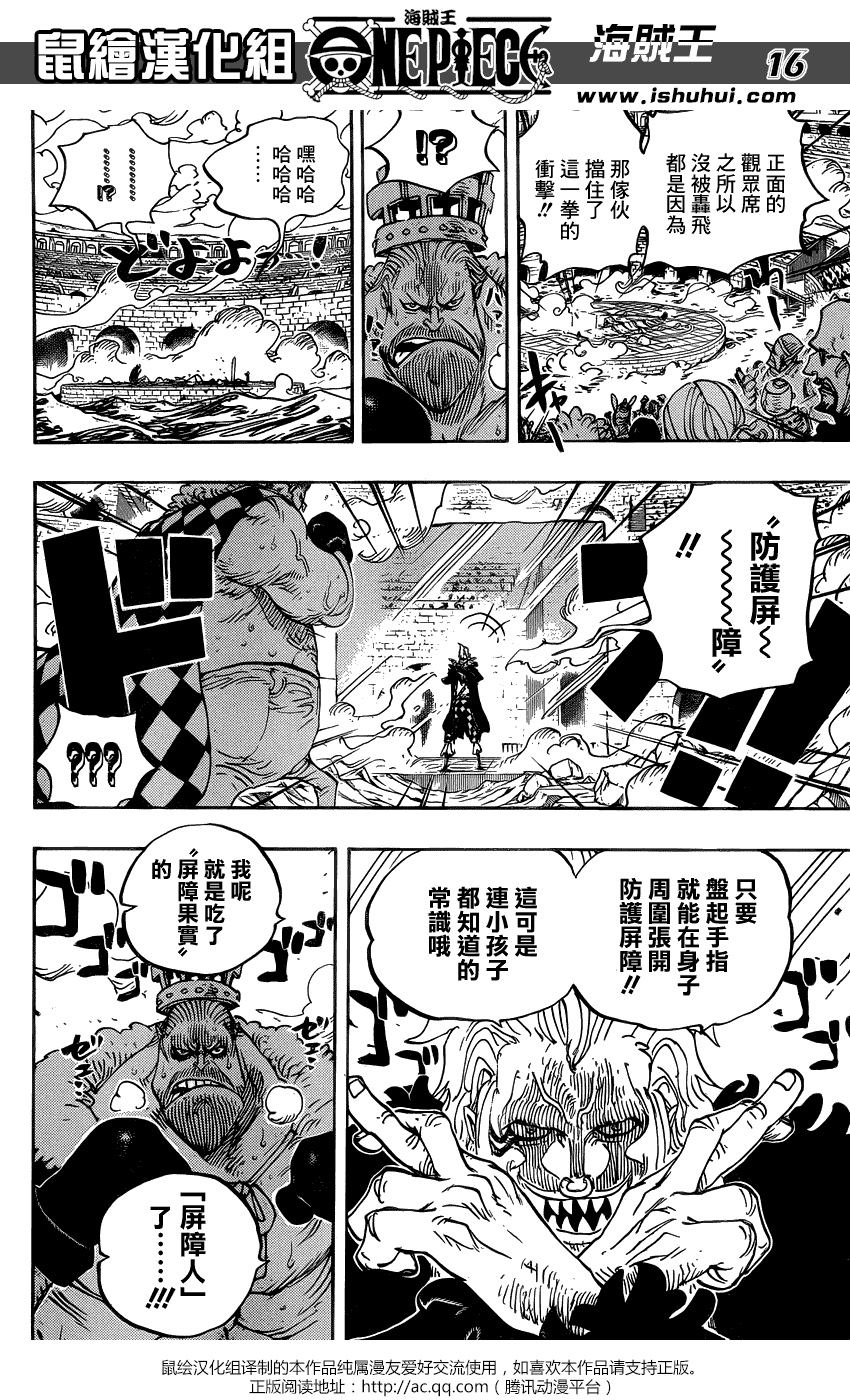 鼠繪漢化組
海賊王
ONE PIECE
海賊王
16
www.ishuhui.com
正面的
觀眾席
之所以
沒被轟飛
都是因為
那傢伙
擋住了
這一拳的
衝擊!!
!?
嘿哈哈
哈哈哈
……
…………
………!?
どよよ…!
"防護屏~
~~~障"
!!
???
ド
只要
盤起手指
就能在身子
周圍張開
防護屏障!!
這可是
連小孩子
都知道的
常識哦
我呢
就是吃了
"屏障果實"
的
ゼェ
ゼェ
「屏障人」
了……!!!
鼠绘汉化组译制的本作品纯属漫友爱好交流使用，如喜欢本作品请支持正版。
正版阅读地址：http://ac.qq.com（腾讯动漫平台）